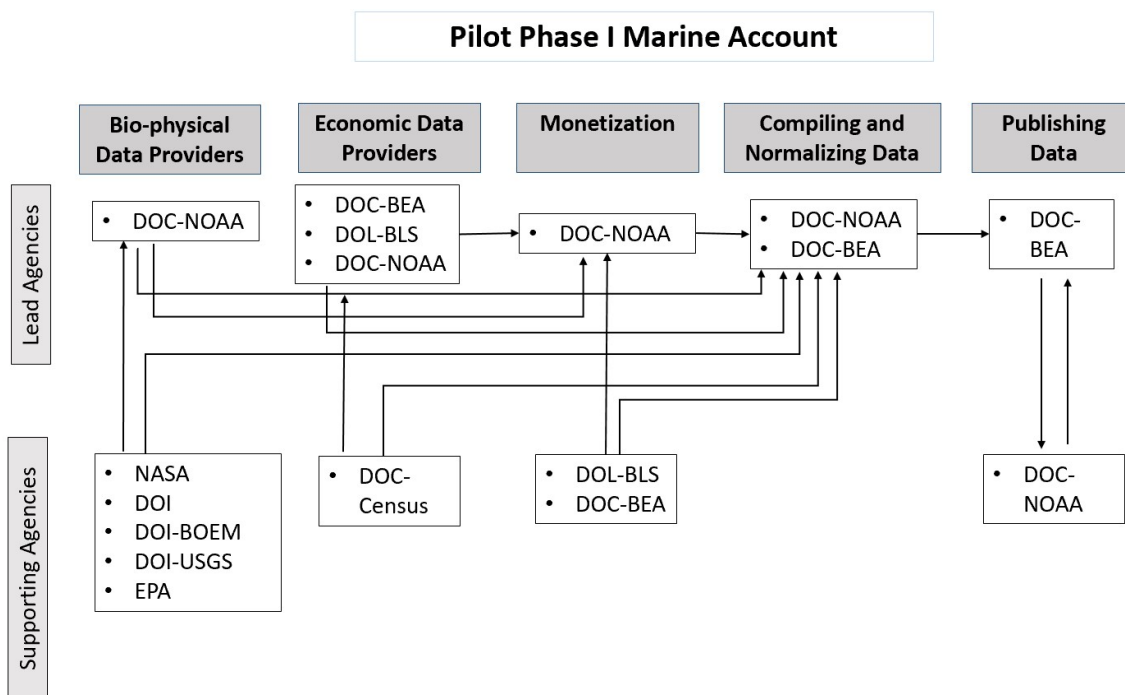 Pilot Phase I Marine Account
Bio-physical
Data Providers
Economic Data
Providers
Monetization
Compiling and
Normalizing Data
Publishing
Data
Lead Agencies
• DOC-NOAA
• DOC-BEA
• DOL-BLS
• DOC-NOAA
• DOC-NOAA
• DOC-NOAA
• DOC-BEA
• DOC-
BEA
Supporting Agencies
• NASA
• DOI
• DOI-BOEM
• DOI-USGS
• EPA
• DOC-
Census
• DOL-BLS
• DOC-BEA
• DOC-
NOAA